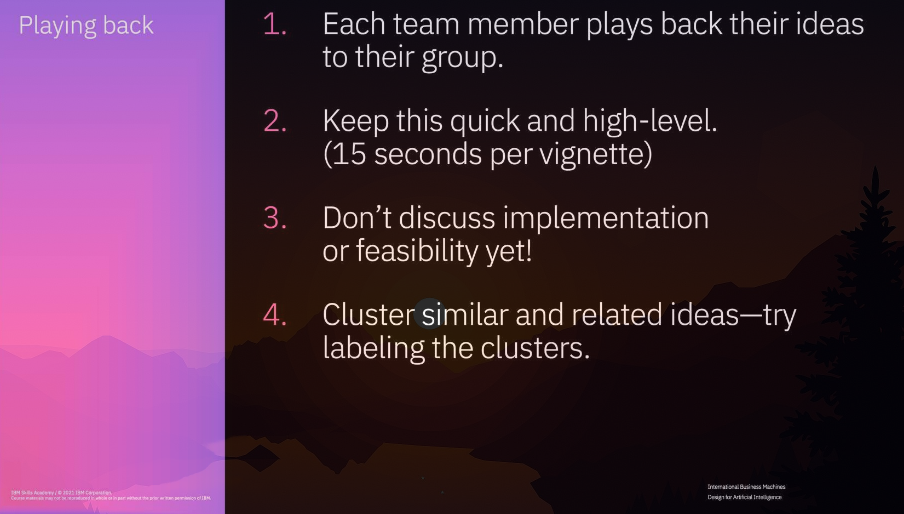 Playing back
1. Each team member plays back their ideas
to their group.
2. Keep this quick and high-level.
(15 seconds per vignette)
3. Don’t discuss implementation
or feasibility yet!
4. Cluster similar and related ideas—try
labeling the clusters.
IBM Skills Academy / © 2021 IBM Corporation.
Course materials may not be reproduced in whole or in part without the prior written permission of IBM.
International Business Machines
Design for Artificial Intelligence